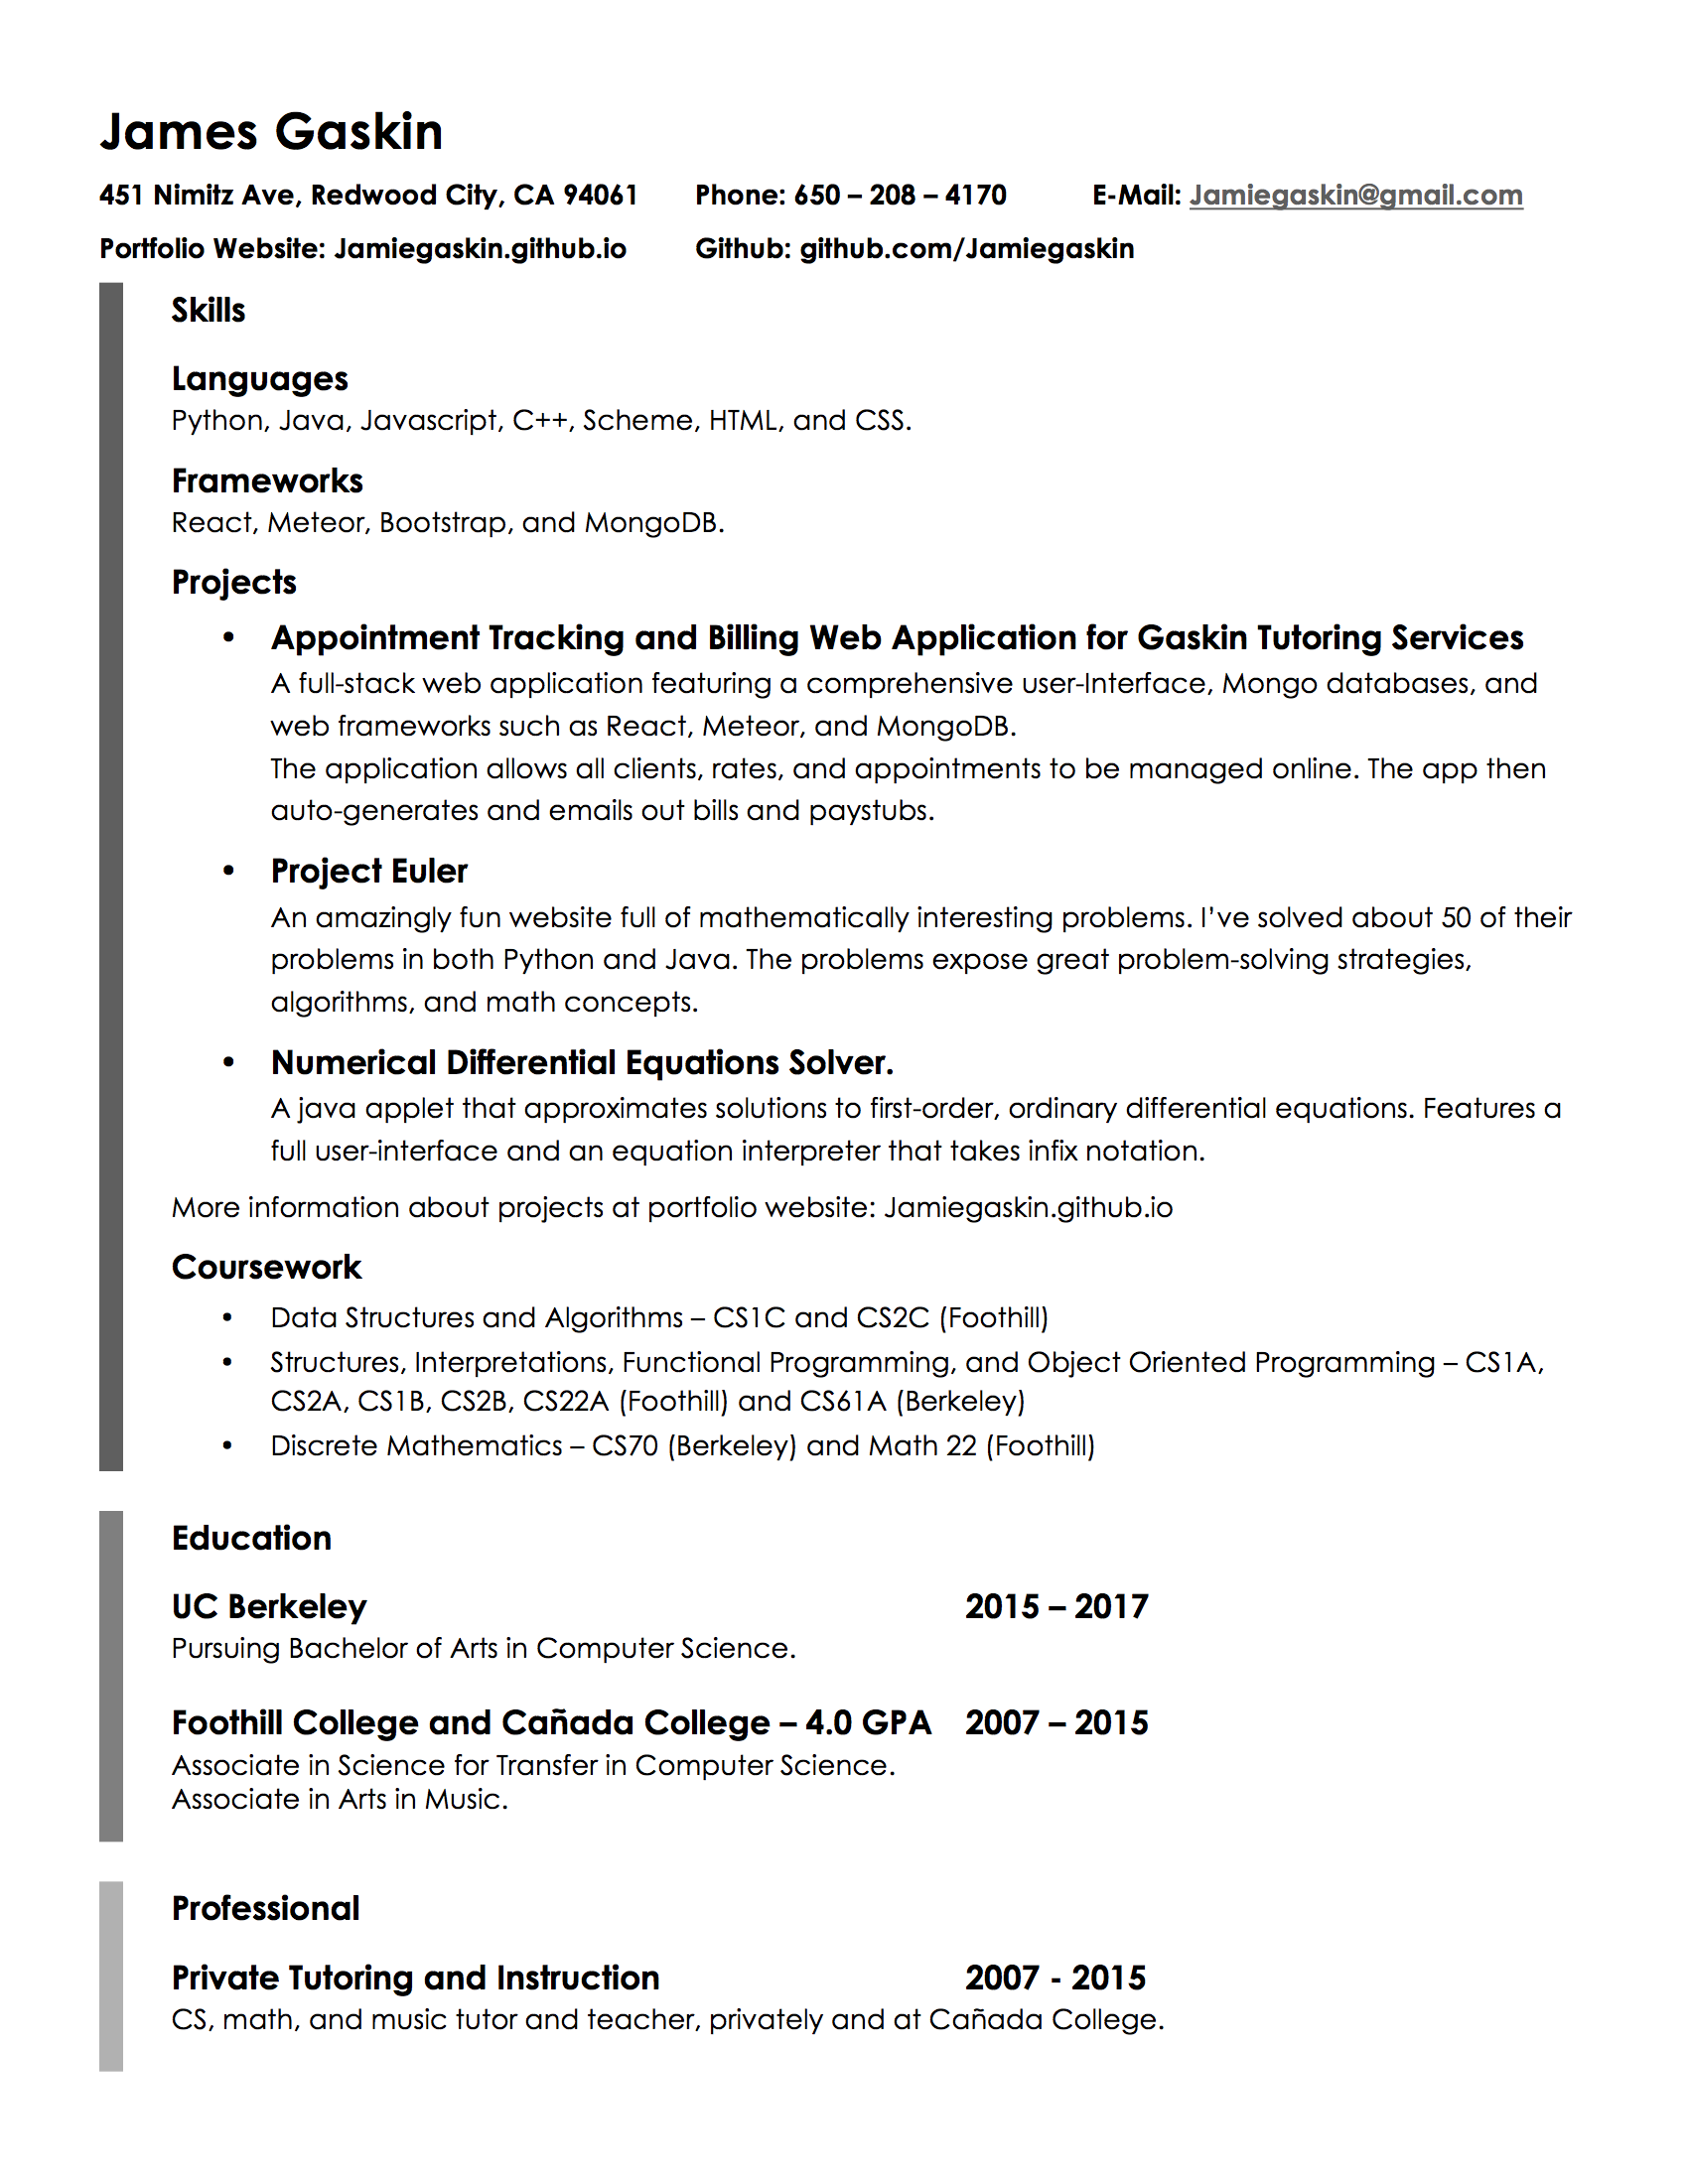 James Gaskin
451 Nimitz Ave, Redwood City, CA 94061 Phone: 650 – 208 – 4170 E-Mail: Jamiegaskin@gmail.com
Portfolio Website: Jamiegaskin.github.io Github: github.com/Jamiegaskin
Skills
Languages
Python, Java, Javascript, C++, Scheme, HTML, and CSS.
Frameworks
React, Meteor, Bootstrap, and MongoDB.
Projects
• Appointment Tracking and Billing Web Application for Gaskin Tutoring Services
A full-stack web application featuring a comprehensive user-Interface, Mongo databases, and
web frameworks such as React, Meteor, and MongoDB.
The application allows all clients, rates, and appointments to be managed online. The app then
auto-generates and emails out bills and paystubs.
• Project Euler
An amazingly fun website full of mathematically interesting problems. I’ve solved about 50 of their
problems in both Python and Java. The problems expose great problem-solving strategies,
algorithms, and math concepts.
• Numerical Differential Equations Solver.
A java applet that approximates solutions to first-order, ordinary differential equations. Features a
full user-interface and an equation interpreter that takes infix notation.
More information about projects at portfolio website: Jamiegaskin.github.io
Coursework
• Data Structures and Algorithms – CS1C and CS2C (Foothill)
• Structures, Interpretations, Functional Programming, and Object Oriented Programming – CS1A,
CS2A, CS1B, CS2B, CS22A (Foothill) and CS61A (Berkeley)
• Discrete Mathematics – CS70 (Berkeley) and Math 22 (Foothill)
Education
UC Berkeley 2015 – 2017
Pursuing Bachelor of Arts in Computer Science.
Foothill College and Cañada College – 4.0 GPA 2007 – 2015
Associate in Science for Transfer in Computer Science.
Associate in Arts in Music.
Professional
Private Tutoring and Instruction 2007 - 2015
CS, math, and music tutor and teacher, privately and at Cañada College.